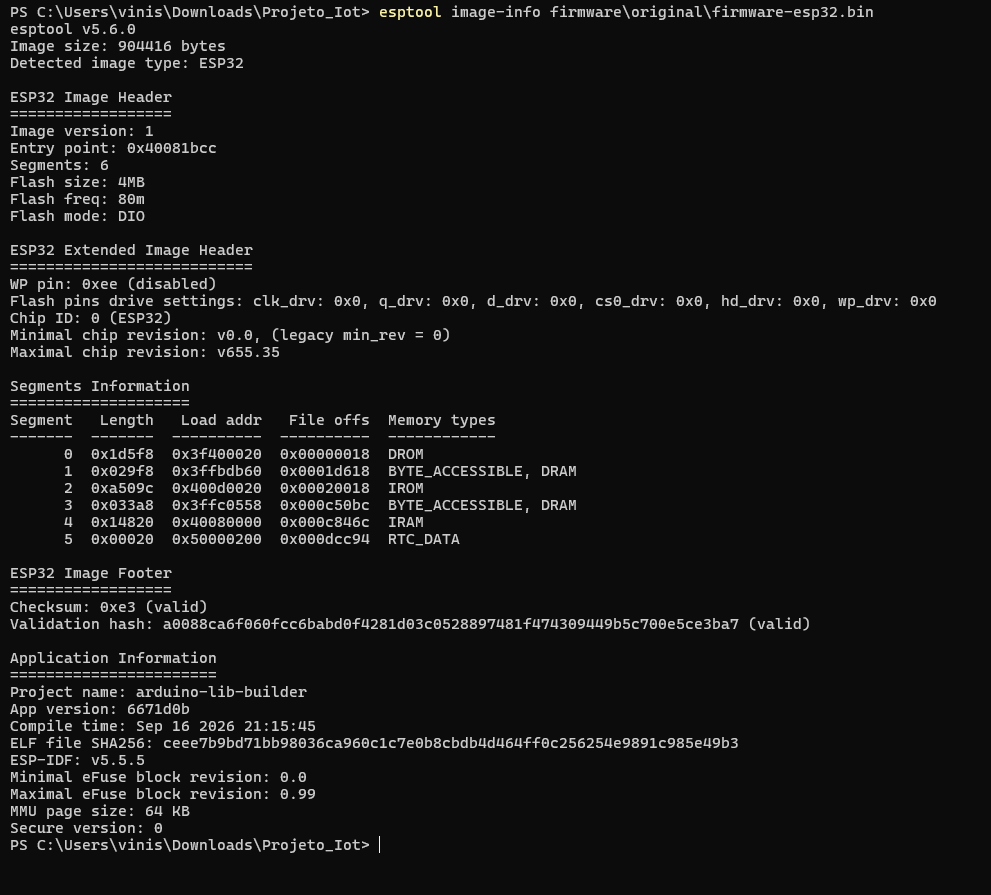 PS C:\Users\vinis\Downloads\Projeto_Iot> esptool image-info firmware\original\firmware-esp32.bin
esptool v5.6.0
Image size: 904416 bytes
Detected image type: ESP32

ESP32 Image Header
==================
Image version: 1
Entry point: 0x40081bcc
Segments: 6
Flash size: 4MB
Flash freq: 80m
Flash mode: DIO

ESP32 Extended Image Header
===========================
WP pin: 0xee (disabled)
Flash pins drive settings: clk_drv: 0x0, q_drv: 0x0, d_drv: 0x0, cs0_drv: 0x0, hd_drv: 0x0, wp_drv: 0x0
Chip ID: 0 (ESP32)
Minimal chip revision: v0.0, (legacy min_rev = 0)
Maximal chip revision: v655.35

Segments Information
====================
Segment   Length   Load addr   File offs  Memory types
-------  -------  ----------  ----------  ------------
      0  0x1d5f8  0x3f400020  0x00000018  DROM
      1  0x029f8  0x3ffbdb60  0x0001d618  BYTE_ACCESSIBLE, DRAM
      2  0xa509c  0x400d0020  0x00020018  IROM
      3  0x033a8  0x3ffc0558  0x000c50bc  BYTE_ACCESSIBLE, DRAM
      4  0x14820  0x40080000  0x000c846c  IRAM
      5  0x00020  0x50000200  0x000dcc94  RTC_DATA

ESP32 Image Footer
==================
Checksum: 0xe3 (valid)
Validation hash: a0088ca6f060fcc6babd0f4281d03c0528897481f474309449b5c700e5ce3ba7 (valid)

Application Information
=======================
Project name: arduino-lib-builder
App version: 6671d0b
Compile time: Sep 16 2026 21:15:45
ELF file SHA256: ceee7b9bd71bb98036ca960c1c7e0b8cbdb4d464ff0c256254e9891c985e49b3
ESP-IDF: v5.5.5
Minimal eFuse block revision: 0.0
Maximal eFuse block revision: 0.99
MMU page size: 64 KB
Secure version: 0
PS C:\Users\vinis\Downloads\Projeto_Iot>